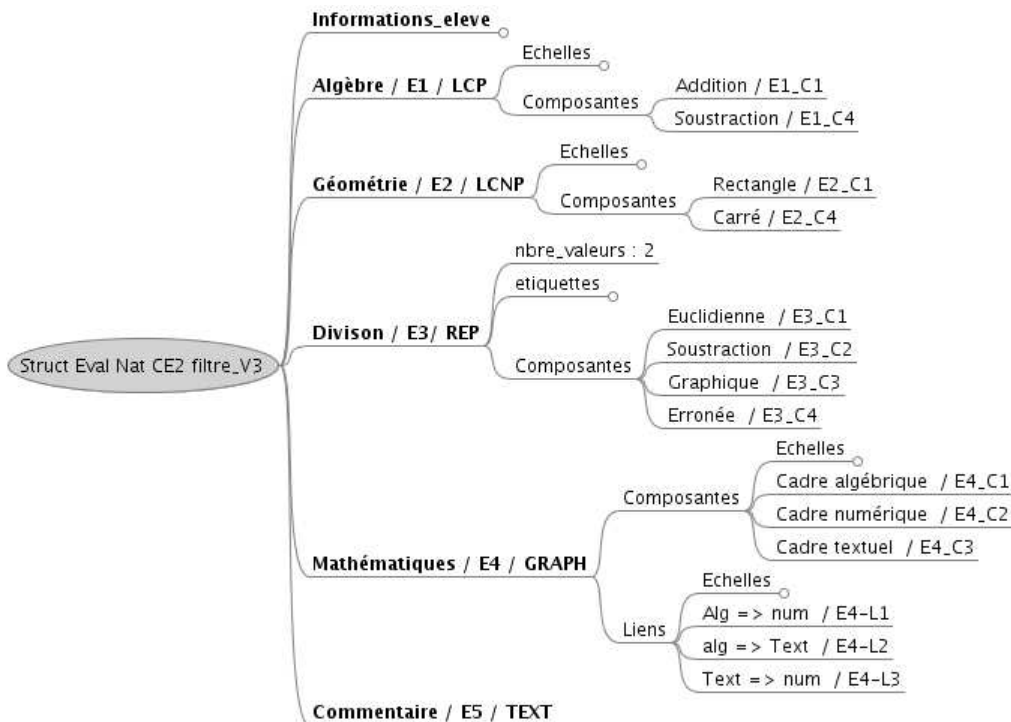 Informations_eleve
Echelles
Algèbre / E1 / LCP
Addition / E1_C1
Composantes
Soustraction / E1_C4
Echelles
Géométrie / E2 / LCNP
Rectangle / E2_C1
Composantes
Carré / E2_C4
nbre_valeurs : 2
etiquettes
Divison / E3/ REP
Euclidienne / E3_C1
Soustraction / E3_C2
Composantes
Graphique / E3_C3
Erronée / E3_C4
Struct Eval Nat CE2 filtre_V3
Echelles
Cadre algébrique / E4_C1
Composantes
Cadre numérique / E4_C2
Cadre textuel / E4_C3
Mathématiques / E4 / GRAPH
Echelles
Alg => num / E4-L1
Liens
alg => Text / E4-L2
Text => num / E4-L3
Commentaire / E5 / TEXT